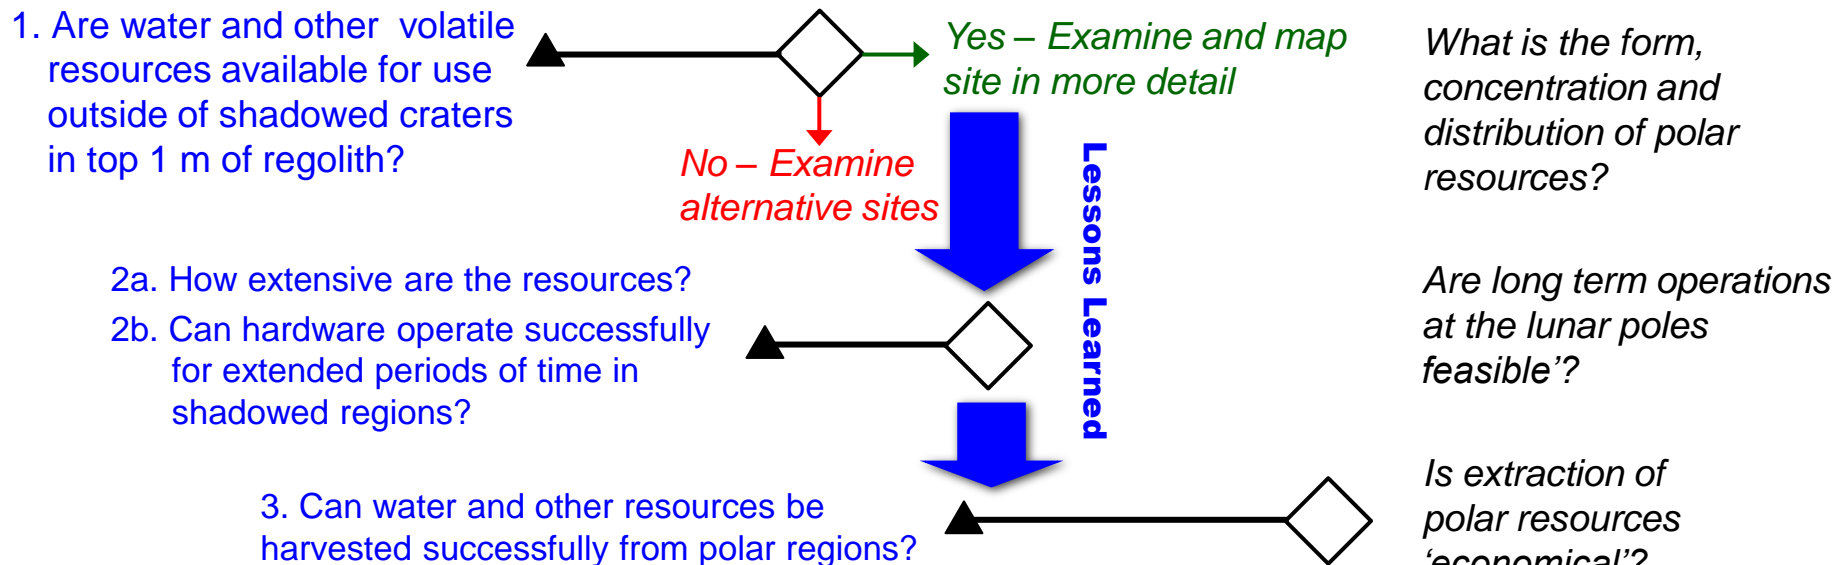 1. Are water and other volatile
resources available for use
outside of shadowed craters
in top 1 m of regolith?
Yes – Examine and map
site in more detail
No – Examine
alternative sites
What is the form,
concentration and
distribution of polar
resources?
Lessons Learned
2a. How extensive are the resources?
2b. Can hardware operate successfully
for extended periods of time in
shadowed regions?
Are long term operations
at the lunar poles
feasible’?
3. Can water and other resources be
harvested successfully from polar regions?
Is extraction of
polar resources
‘economical’?